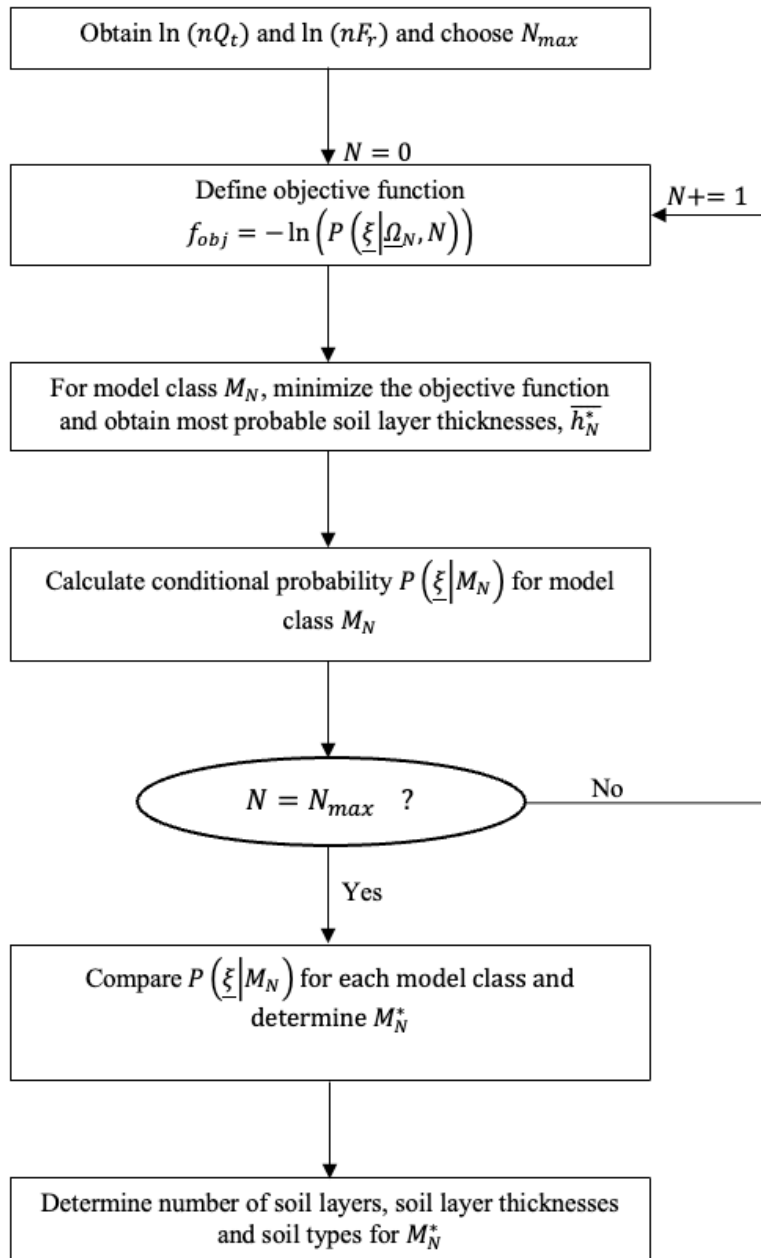 Obtain ln (nQ_t) and ln (nF_r) and choose N_max
N = 0
Define objective function
N+= 1
f_obj = −ln(P(ξ|Ω_N, N))
For model class M_N, minimize the objective function
and obtain most probable soil layer thicknesses, \overline{h_N^*}
Calculate conditional probability P(ξ|M_N) for model
class M_N
N = N_max ?
No
Yes
Compare P(ξ|M_N) for each model class and
determine M_N^*
Determine number of soil layers, soil layer thicknesses
and soil types for M_N^*